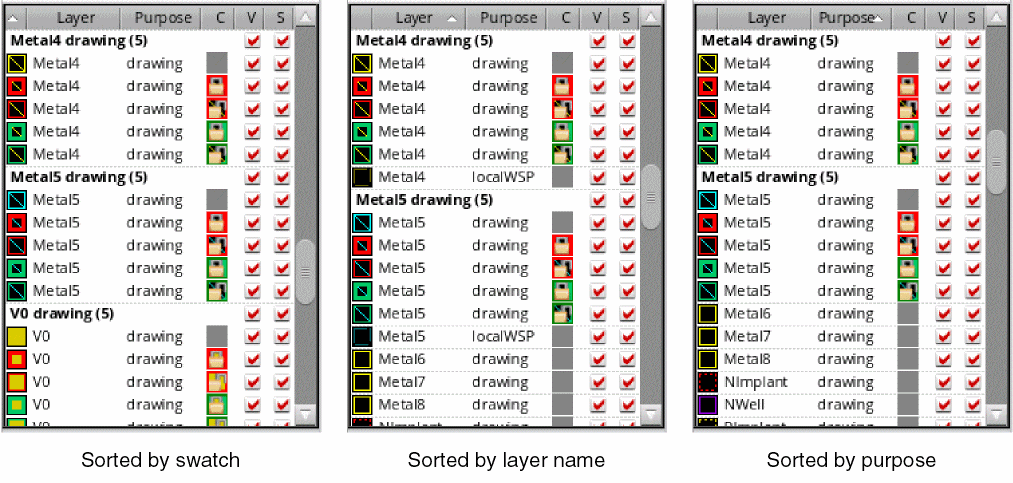 Layer Purpose C V S
Metal4 drawing (5)
Metal4 drawing
Metal4 drawing
Metal4 drawing
Metal4 drawing
Metal4 drawing
Metal5 drawing (5)
Metal5 drawing
Metal5 drawing
Metal5 drawing
Metal5 drawing
Metal5 drawing
V0 drawing (5)
V0 drawing
V0 drawing
V0 drawing
V0 drawing
V0 drawing
Sorted by swatch
Layer Purpose C V S
Metal4 drawing (5)
Metal4 drawing
Metal4 drawing
Metal4 drawing
Metal4 drawing
Metal4 drawing
Metal4 localWSP
Metal5 drawing (5)
Metal5 drawing
Metal5 drawing
Metal5 drawing
Metal5 drawing
Metal5 drawing
Metal5 localWSP
Metal6 drawing
Metal7 drawing
Metal8 drawing
NImplant drawing
Sorted by layer name
Layer Purpose C V S
Metal4 drawing (5)
Metal4 drawing
Metal4 drawing
Metal4 drawing
Metal4 drawing
Metal4 drawing
Metal5 drawing (5)
Metal5 drawing
Metal5 drawing
Metal5 drawing
Metal5 drawing
Metal5 drawing
Metal6 drawing
Metal7 drawing
Metal8 drawing
NImplant drawing
NWell drawing
PImplant drawing
Sorted by purpose